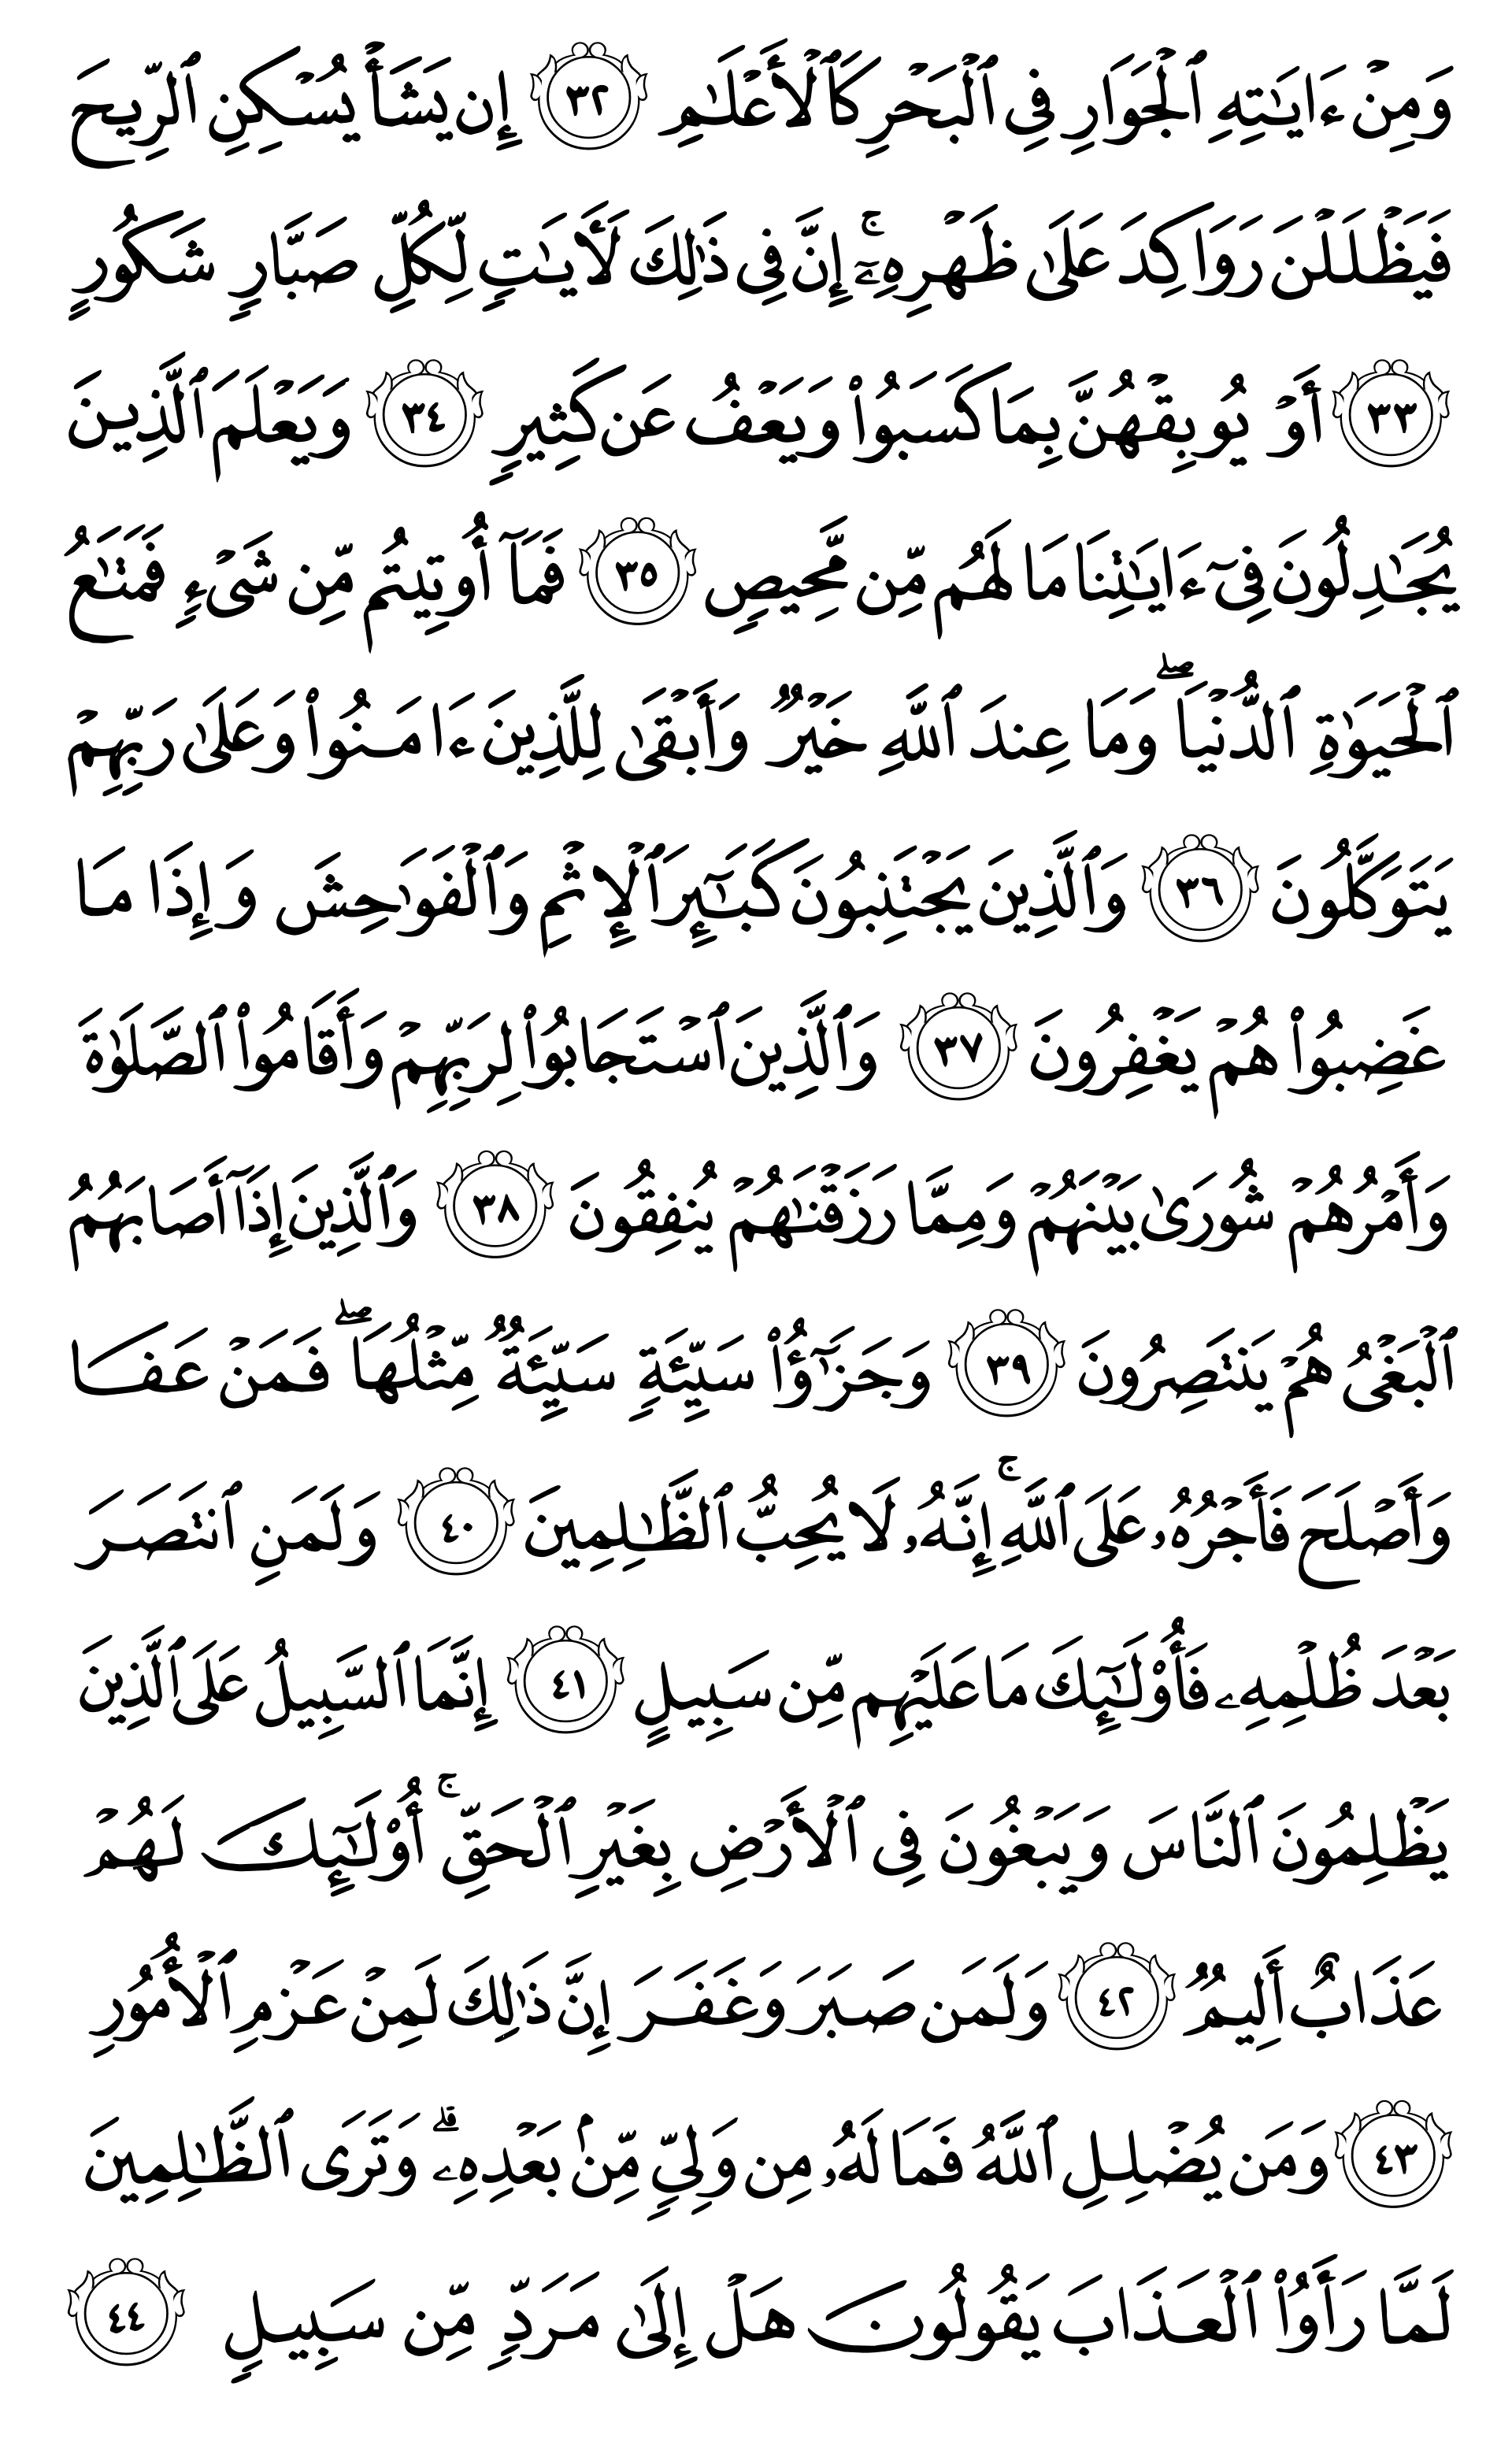 وَمِنْ ءَايَـٰتِهِ ٱلْجَوَارِ فِى ٱلْبَحْرِ كَٱلْأَعْلَـٰمِ ٣٢ إِن يَشَأْ يُسْكِنِ ٱلرِّيحَ
فَيَظْلَلْنَ رَوَاكِدَ عَلَىٰ ظَهْرِهِۦٓ ۚ إِنَّ فِى ذَٰلِكَ لَـَٔايَـٰتٍ لِّكُلِّ صَبَّارٍ شَكُورٍ
٣٣ أَوْ يُوبِقْهُنَّ بِمَا كَسَبُوا۟ وَيَعْفُ عَن كَثِيرٍ ٣٤ وَيَعْلَمَ ٱلَّذِينَ
يُجَـٰدِلُونَ فِىٓ ءَايَـٰتِنَا مَا لَهُم مِّن مَّحِيصٍ ٣٥ فَمَآ أُوتِيتُم مِّن شَىْءٍ فَمَتَـٰعُ
ٱلْحَيَوٰةِ ٱلدُّنْيَا ۖ وَمَا عِندَ ٱللَّهِ خَيْرٌ وَأَبْقَىٰ لِلَّذِينَ ءَامَنُوا۟ وَعَلَىٰ رَبِّهِمْ
يَتَوَكَّلُونَ ٣٦ وَٱلَّذِينَ يَجْتَنِبُونَ كَبَـٰٓئِرَ ٱلْإِثْمِ وَٱلْفَوَٰحِشَ وَإِذَا مَا
غَضِبُوا۟ هُمْ يَغْفِرُونَ ٣٧ وَٱلَّذِينَ ٱسْتَجَابُوا۟ لِرَبِّهِمْ وَأَقَامُوا۟ ٱلصَّلَوٰةَ
وَأَمْرُهُمْ شُورَىٰ بَيْنَهُمْ وَمِمَّا رَزَقْنَـٰهُمْ يُنفِقُونَ ٣٨ وَٱلَّذِينَ إِذَآ أَصَابَهُمُ
ٱلْبَغْىُ هُمْ يَنتَصِرُونَ ٣٩ وَجَزَٰٓؤُا۟ سَيِّئَةٍ سَيِّئَةٌ مِّثْلُهَا ۖ فَمَنْ عَفَا
وَأَصْلَحَ فَأَجْرُهُۥ عَلَى ٱللَّهِ ۚ إِنَّهُۥ لَا يُحِبُّ ٱلظَّـٰلِمِينَ ٤٠ وَلَمَنِ ٱنتَصَرَ
بَعْدَ ظُلْمِهِۦ فَأُو۟لَـٰٓئِكَ مَا عَلَيْهِم مِّن سَبِيلٍ ٤١ إِنَّمَا ٱلسَّبِيلُ عَلَى ٱلَّذِينَ
يَظْلِمُونَ ٱلنَّاسَ وَيَبْغُونَ فِى ٱلْأَرْضِ بِغَيْرِ ٱلْحَقِّ ۚ أُو۟لَـٰٓئِكَ لَهُمْ
عَذَابٌ أَلِيمٌ ٤٢ وَلَمَن صَبَرَ وَغَفَرَ إِنَّ ذَٰلِكَ لَمِنْ عَزْمِ ٱلْأُمُورِ
٤٣ وَمَن يُضْلِلِ ٱللَّهُ فَمَا لَهُۥ مِن وَلِىٍّ مِّنۢ بَعْدِهِۦ ۗ وَتَرَى ٱلظَّـٰلِمِينَ
لَمَّا رَأَوُا۟ ٱلْعَذَابَ يَقُولُونَ هَلْ إِلَىٰ مَرَدٍّ مِّن سَبِيلٍ ٤٤